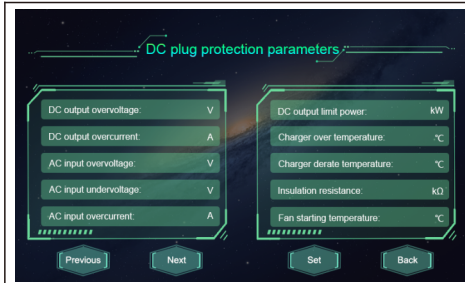 DC plug protection parameters
DC output overvoltage: V
DC output overcurrent: A
AC input overvoltage: V
AC input undervoltage: V
AC input overcurrent: A
DC output limit power: kW
Charger over temperature: ℃
Charger derate temperature: ℃
Insulation resistance: kΩ
Fan starting temperature: ℃
Previous Next Set Back